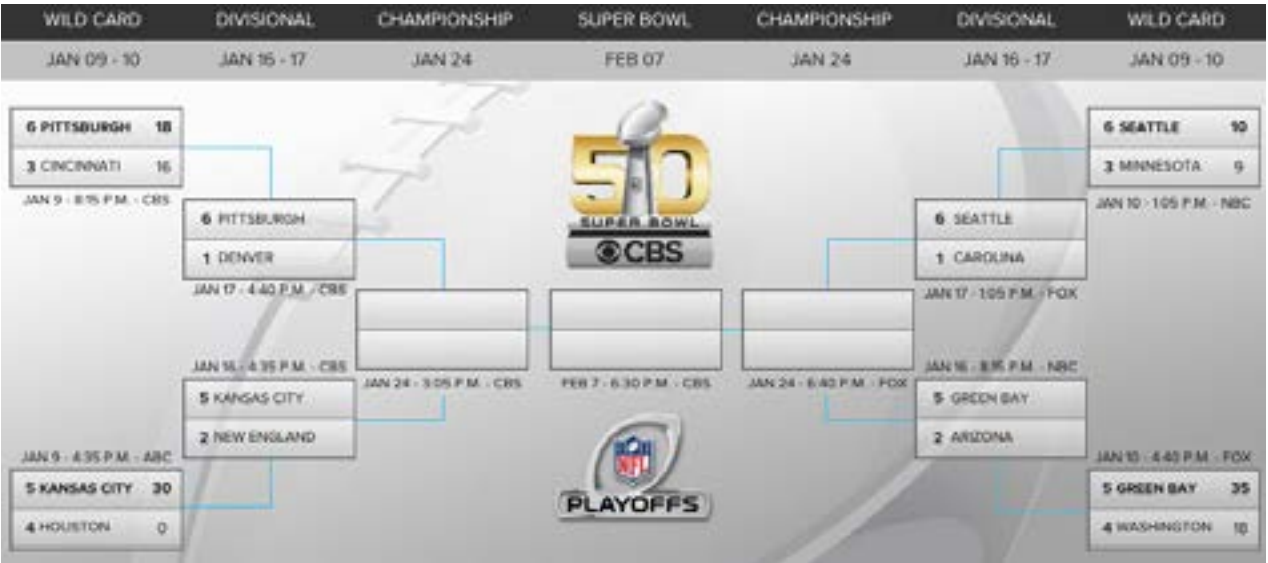 WILD CARD DIVISIONAL CHAMPIONSHIP SUPER BOWL CHAMPIONSHIP DIVISIONAL WILD CARD
JAN 09 - 10 JAN 16 - 17 JAN 24 FEB 07 JAN 24 JAN 16 - 17 JAN 09 - 10
6 PITTSBURGH 18
3 CINCINNATI 16
JAN 9 - 8:15 P.M. - CBS
6 PITTSBURGH
1 DENVER
JAN 17 - 4:40 P.M. - CBS
JAN 16 - 4:35 P.M. - CBS
5 KANSAS CITY
2 NEW ENGLAND
JAN 9 - 4:35 P.M. - ABC
5 KANSAS CITY 30
4 HOUSTON 0
JAN 24 - 3:05 P.M. - CBS
50
SUPER BOWL
CBS
FEB 7 - 6:30 P.M. - CBS
NFL
PLAYOFFS
JAN 24 - 6:40 P.M. - FOX
6 SEATTLE
1 CAROLINA
JAN 17 - 1:05 P.M. - FOX
JAN 16 - 8:15 P.M. - NBC
5 GREEN BAY
2 ARIZONA
6 SEATTLE 10
3 MINNESOTA 9
JAN 10 - 1:05 P.M. - NBC
JAN 10 - 4:40 P.M. - FOX
5 GREEN BAY 35
4 WASHINGTON 18